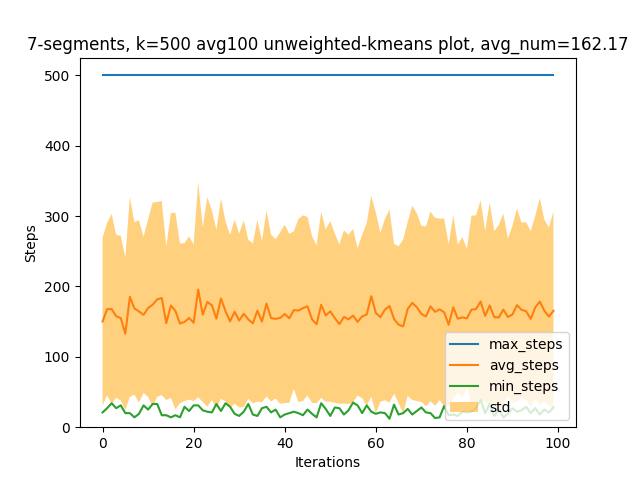 7-segments, k=500 avg100 unweighted-kmeans plot, avg_num=162.17
500
400
300
200
100
0
Steps
max_steps
avg_steps
min_steps
std
0
20
40
60
80
100
Iterations